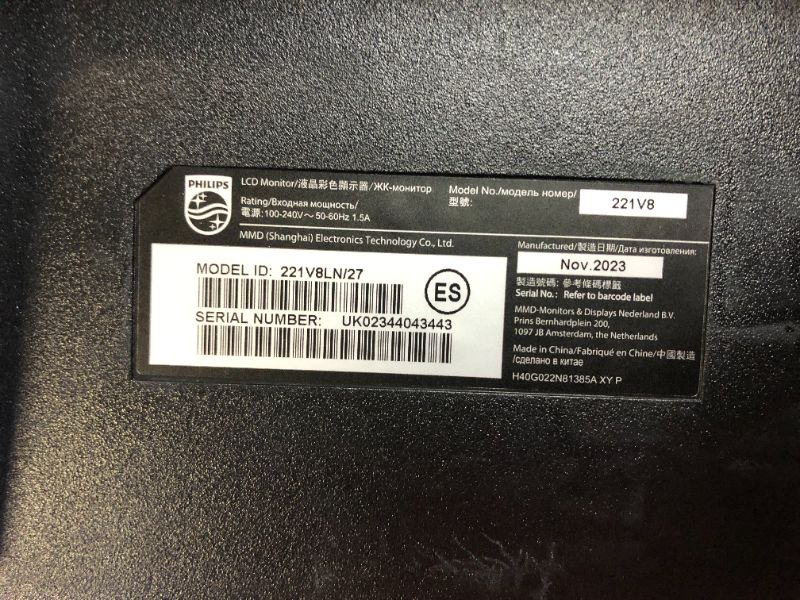 PHILIPS
LCD Monitor/液晶彩色顯示器/ЖК-монитор
Rating/Входная мощность/
電源:100-240V～ 50-60Hz 1.5A
Model No./модель номер/
型號:
221V8
MMD (Shanghai) Electronics Technology Co., Ltd.
MODEL ID: 221V8LN/27
SERIAL NUMBER: UK02344043443
ES
Manufactured/製造日期/Дата изготовления:
Nov.2023
製造號碼: 參考條碼標籤
Serial No.: Refer to barcode label
MMD-Monitors & Displays Nederland B.V.
Prins Bernhardplein 200,
1097 JB Amsterdam, the Netherlands
Made in China/Fabriqué en Chine/中國製造
/сделано в китае
H40G022N81385A XY P